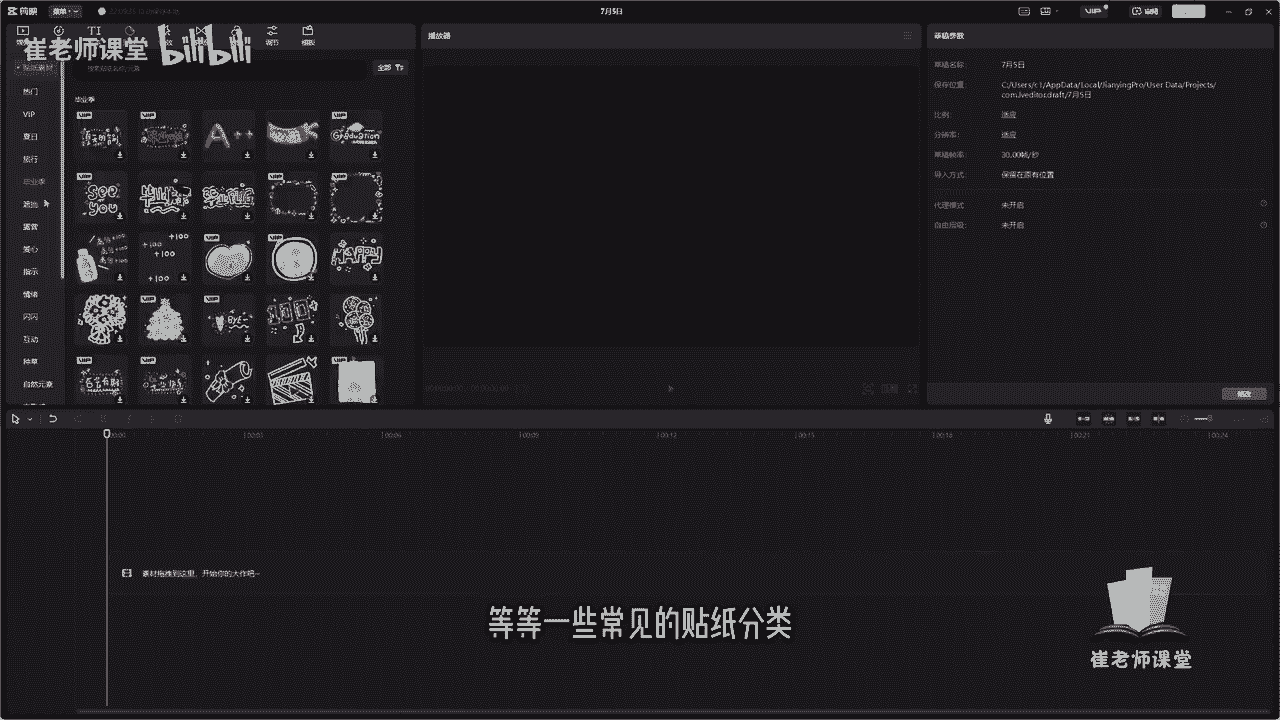 剪映
菜单
7月5日
VIP
TI
调节
模板
崔老师课堂 bilibili
贴纸素材
全部
热门
VIP
夏日
旅行
毕业季
遮挡
露营
爱心
指示
情绪
闪闪
互动
种草
自然元素
毕业季
A++
Graduation
SEE YOU
+100
+100
+100
HAPPY
BYE~
播放器
草稿参数
草稿名称： 7月5日
保存位置： C:/Users/c1/AppData/Local/JianyingPro/User Data/Projects/
com.lveditor.draft/7月5日
比例： 适应
分辨率： 适应
草稿帧率： 30.00帧/秒
导入方式： 保留在原有位置
代理模式 未开启
自由层级： 未开启
修改
00:00
00:03
00:06
00:09
00:12
00:15
00:18
00:21
00:24
素材拖拽到这里，开始你的大作吧~
等等一些常见的贴纸分类
崔老师课堂